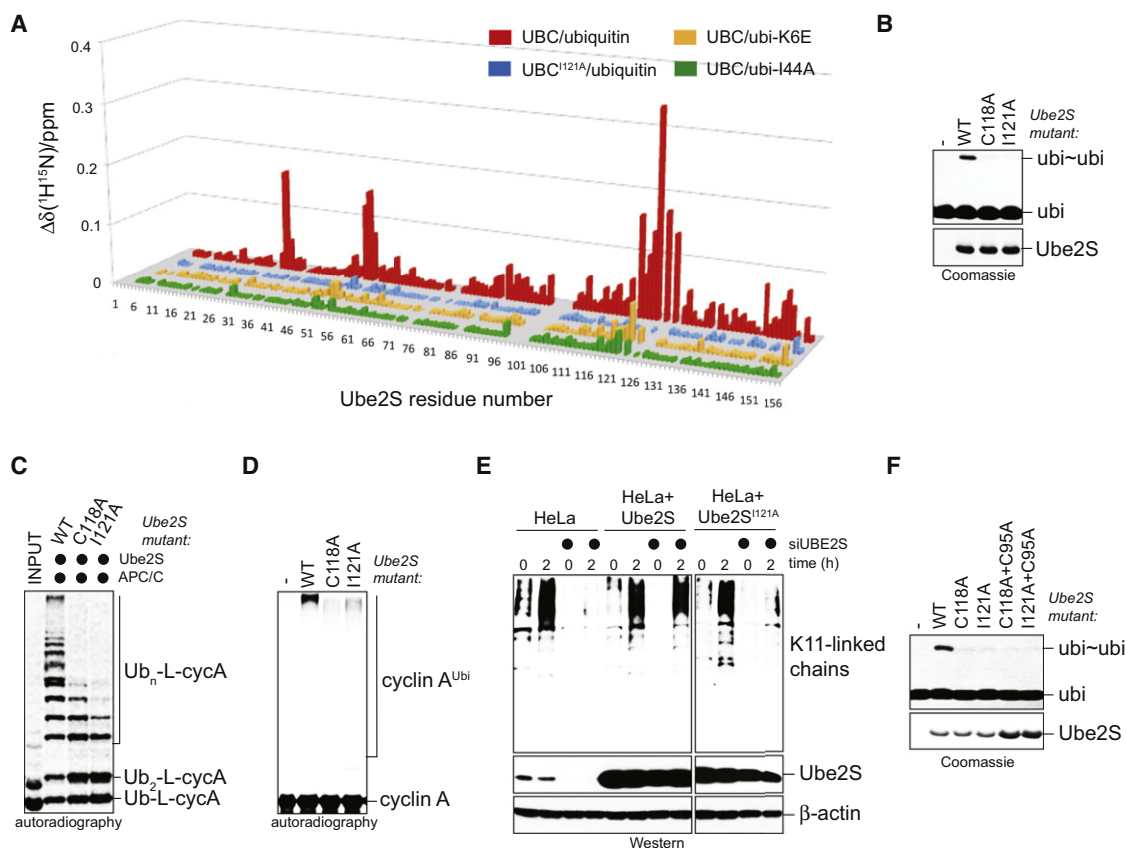 A
UBC/ubiquitin
UBC/ubi-K6E
UBC^I121A/ubiquitin
UBC/ubi-I44A
Δδ(¹H¹⁵N)/ppm
0.4
0.3
0.2
0.1
0
1 6 11 16 21 26 31 36 41 46 51 56 61 66 71 76 81 86 91 96 101 106 111 116 121 126 131 136 141 146 151 156
Ube2S residue number
B
- WT C118A I121A
Ube2S mutant:
ubi~ubi
ubi
Ube2S
Coomassie
C
INPUT WT C118A I121A
Ube2S mutant:
Ube2S
APC/C
Ubₙ-L-cycA
Ub₂-L-cycA
Ub-L-cycA
autoradiography
D
- WT C118A I121A
Ube2S mutant:
cyclin A^Ubi
cyclin A
autoradiography
E
HeLa
HeLa+ Ube2S
HeLa+ Ube2S^I121A
siUBE2S
0 2 0 2 0 2 0 2 0 2 0 2 time (h)
K11-linked chains
Ube2S
β-actin
Western
F
- WT C118A I121A C118A+C95A I121A+C95A
Ube2S mutant:
ubi~ubi
ubi
Ube2S
Coomassie